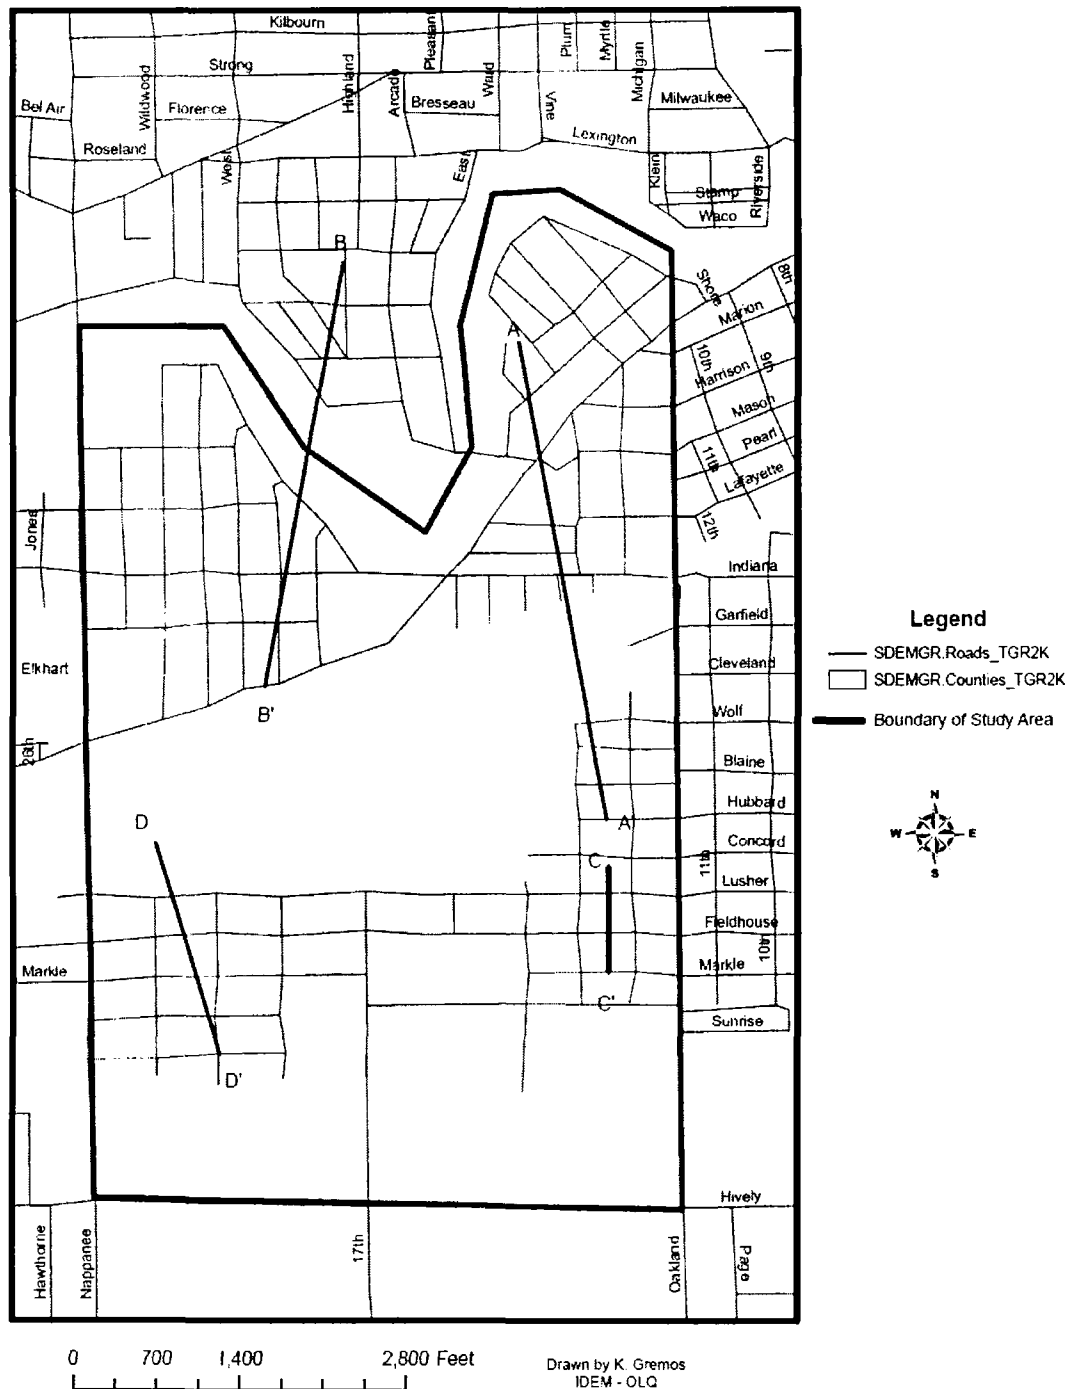 Kilbourn
Pleasant
Plum
Myrtle
Strong
Highland
Arcade
Ward
Michigan
Bel Air
Wildwood
Florence
Bresseau
Vine
Milwaukee
Lexington
Roseland
West
East
Klein
Riverside
Stamp
Waco
B
Shore
8th
Marion
A
10th
9th
Harrison
Mason
Pearl
11th
Lafayette
Jones
12th
Indiana
Garfield
Elkhart
Cleveland
B'
Wolf
26th
Blaine
Hubbard
D
A'
Concord
C
11th
Lusher
Fieldhouse
10th
Markle
Markle
C'
Sunrise
D'
Hively
Hawthorne
Nappanee
17th
Oakland
Page
Legend
SDEMGR.Roads_TGR2K
SDEMGR.Counties_TGR2K
Boundary of Study Area
N
W E
S
0 700 1,400 2,800 Feet
Drawn by K. Gremos
IDEM - OLQ